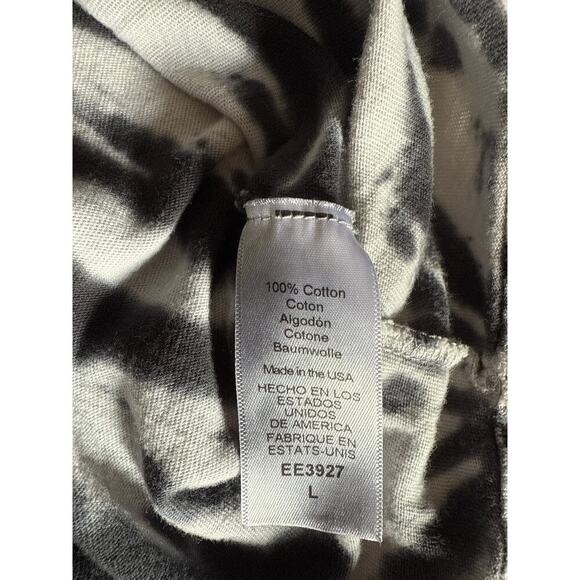 100% Cotton
Coton
Algodón
Cotone
Baumwolle
Made in the USA
HECHO EN LOS
ESTADOS
UNIDOS
DE AMERICA
FABRIQUE EN
ESTATS-UNIS
EE3927
L